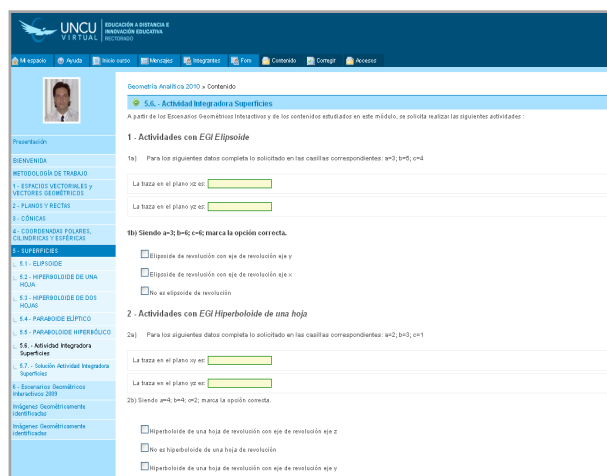 UNCU
VIRTUAL
EDUCACIÓN A DISTANCIA E
INNOVACIÓN EDUCATIVA
RECTORADO
Mi espacio Ayuda Inicio curso Mensajes Integrantes Foro Contenido Corregir Accesos
Presentación
BIENVENIDA
METODOLOGÍA DE TRABAJO
1 - ESPACIOS VECTORIALES y
VECTORES GEOMÉTRICOS
2 - PLANOS Y RECTAS
3 - CÓNICAS
4 - COORDENADAS POLARES,
CILINDRICAS Y ESFÉRICAS
5 - SUPERFICIES
5.1 - ELIPSOIDE
5.2 - HIPERBOLOIDE DE UNA
HOJA
5.3 - HIPERBOLOIDE DE DOS
HOJAS
5.4 - PARABOIDE ELÍPTICO
5.5 - PARABOLOIDE HIPERBÓLICO
5.6. - Actividad Integradora
Superficies
5.7. - Solución Actividad Integradora
Superficies
6 - Escenarios Geométricos
Interactivos 2009
Imágenes Geométricamente
identificadas
Imágenes Geométricamente
identificadas
Geometría Analítica 2010 » Contenido
5.6. - Actividad Integradora Superficies
A partir de los Escenarios Geométricos Interactivos y de los contenidos estudiados en este módulo, se solicita realizar las siguientes actividades :
1 - Actividades con EGI Elipsoide
1a) Para los siguientes datos completa lo solicitado en las casillas correspondientes: a=3; b=5; c=4
La traza en el plano xz es:
La traza en el plano yz es:
1b) Siendo a=3; b=6; c=6; marca la opción correcta.
Elipsoide de revolución con eje de revolución eje y
Elipsoide de revolución con eje de revolución eje x
No es elipsoide de revolución
2 - Actividades con EGI Hiperboloide de una hoja
2a) Para los siguientes datos completa lo solicitado en las casillas correspondientes: a=2; b=3; c=1
La traza en el plano xy es:
La traza en el plano yz es:
2b) Siendo a=4; b=4; c=2; marca la opción correcta.
Hiperboloide de una hoja de revolución con eje de revolución eje z
No es hiperboloide de una hoja de revolución
Hiperboloide de una hoja de revolución con eje de revolución eje y